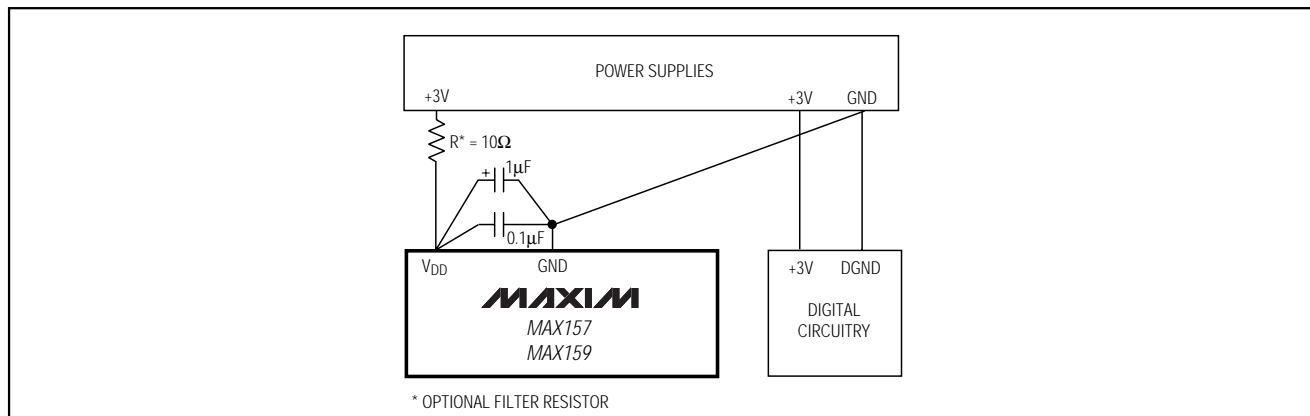 POWER SUPPLIES
+3V +3V GND
R* = 10Ω
+ 1μF
0.1μF
VDD GND
+3V DGND
MAXIM
MAX157
MAX159
DIGITAL
CIRCUITRY
* OPTIONAL FILTER RESISTOR